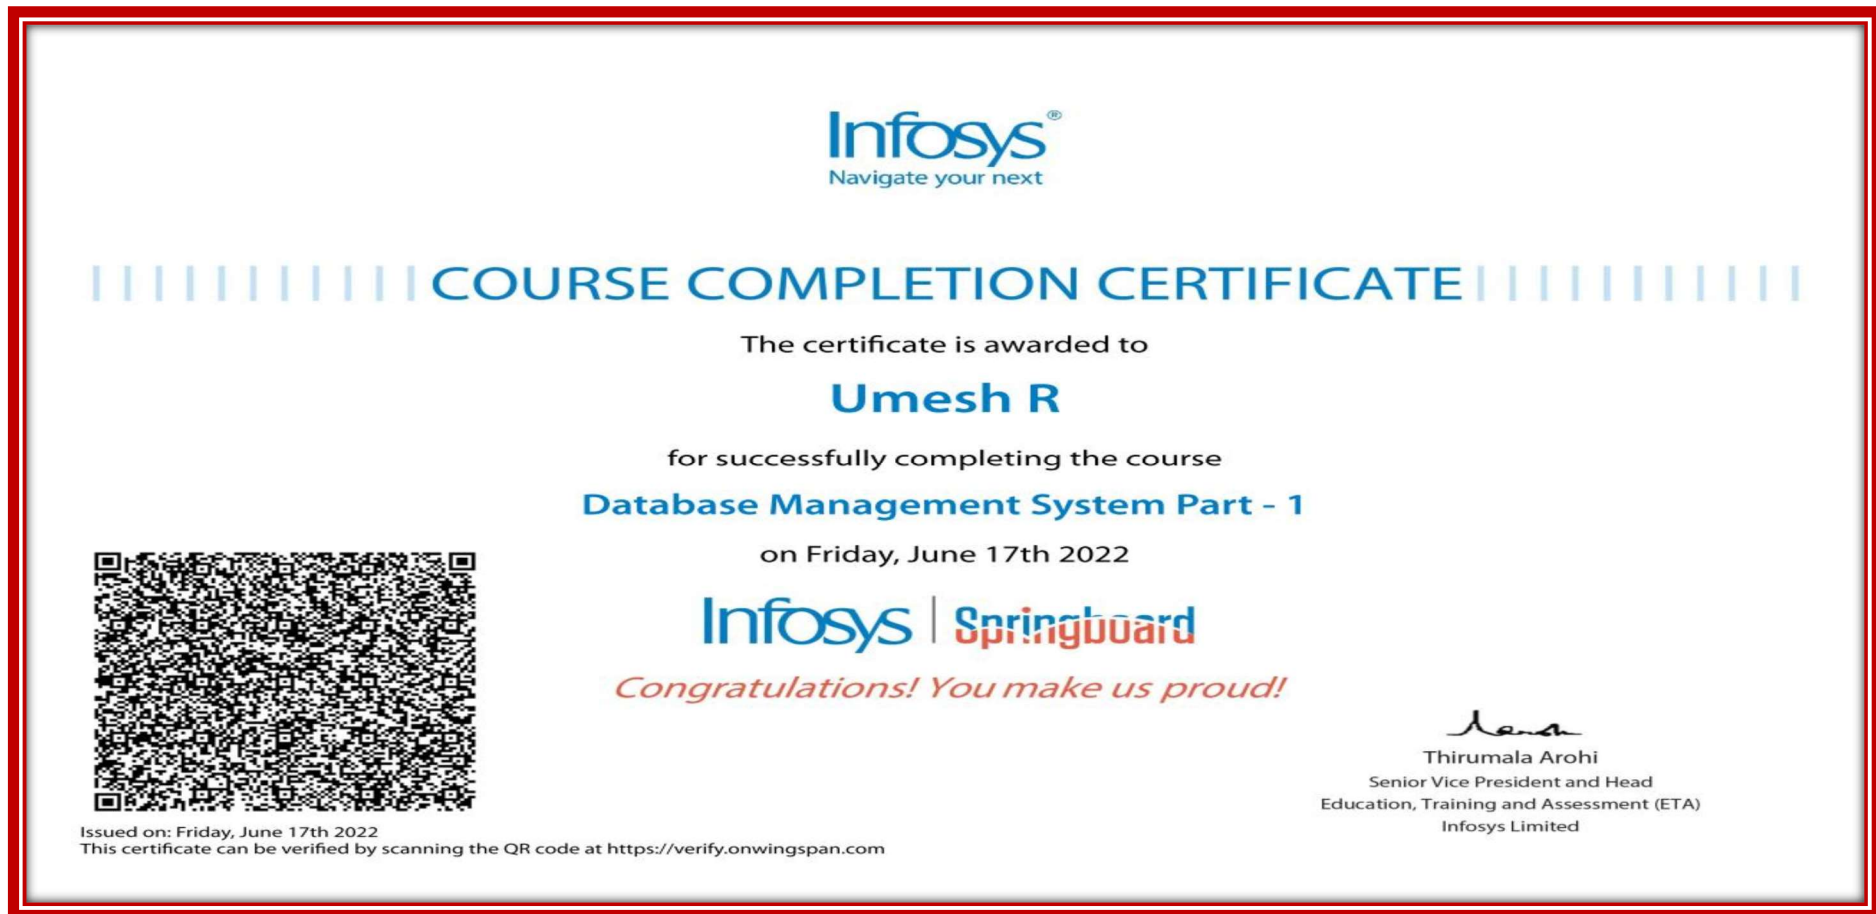 Infosys®
Navigate your next
COURSE COMPLETION CERTIFICATE
The certificate is awarded to
Umesh R
for successfully completing the course
Database Management System Part - 1
on Friday, June 17th 2022
Infosys | Springboard
Congratulations! You make us proud!
Thirumala Arohi
Senior Vice President and Head
Education, Training and Assessment (ETA)
Infosys Limited
Issued on: Friday, June 17th 2022
This certificate can be verified by scanning the QR code at https://verify.onwingspan.com